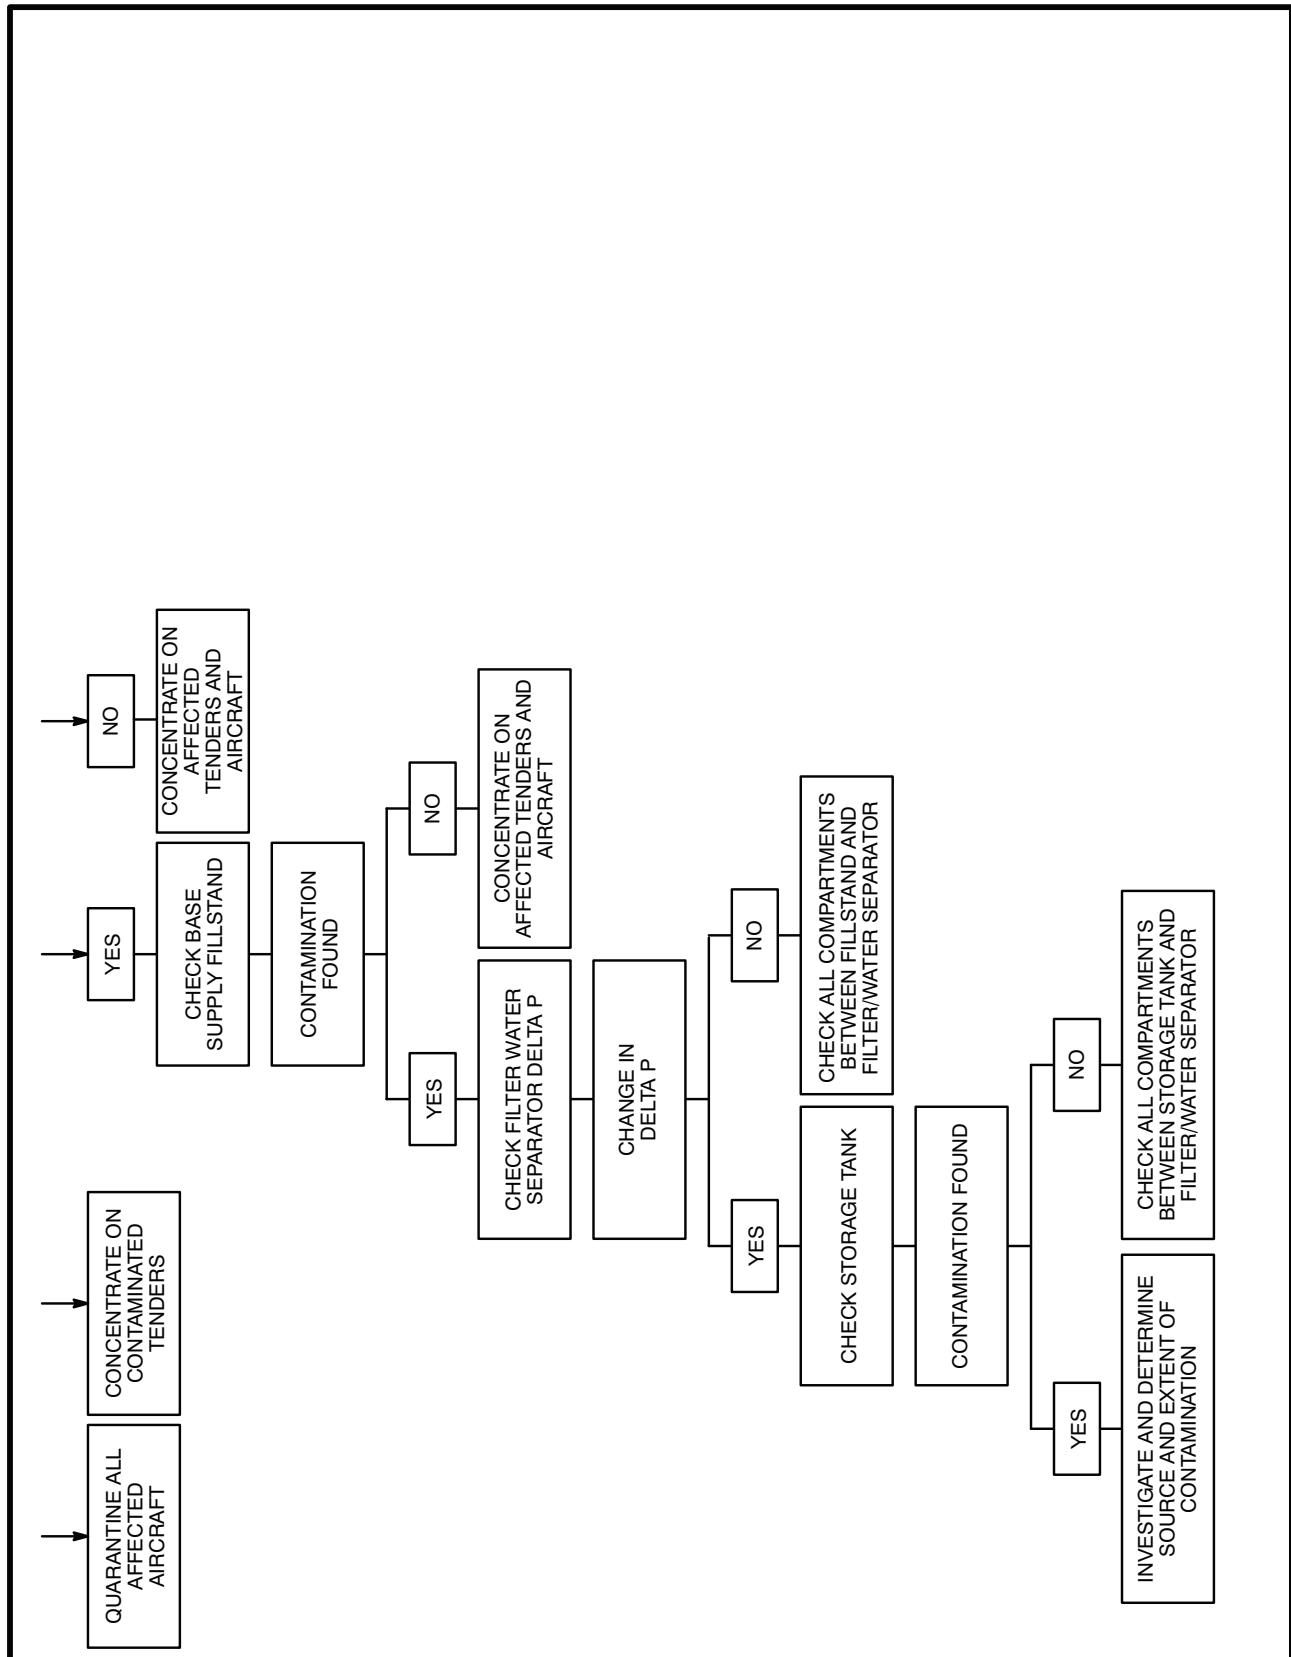 QUARANTINE ALL
AFFECTED
AIRCRAFT
CONCENTRATE ON
CONTAMINATED
TENDERS
YES
NO
CHECK BASE
SUPPLY FILLSTAND
CONCENTRATE ON
AFFECTED
TENDERS AND
AIRCRAFT
CONTAMINATION
FOUND
YES
NO
CHECK FILTER WATER
SEPARATOR DELTA P
CONCENTRATE ON
AFFECTED TENDERS AND
AIRCRAFT
CHANGE IN
DELTA P
YES
NO
CHECK STORAGE TANK
CHECK ALL COMPARTMENTS
BETWEEN FILLSTAND AND
FILTER/WATER SEPARATOR
CONTAMINATION FOUND
YES
NO
INVESTIGATE AND DETERMINE
SOURCE AND EXTENT OF
CONTAMINATION
CHECK ALL COMPARTMENTS
BETWEEN STORAGE TANK AND
FILTER/WATER SEPARATOR